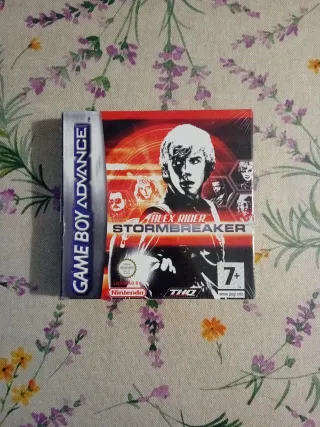 GAME BOY ADVANCE
ALEX RIDER
STORMBREAKER
Nintendo
THQ
7+